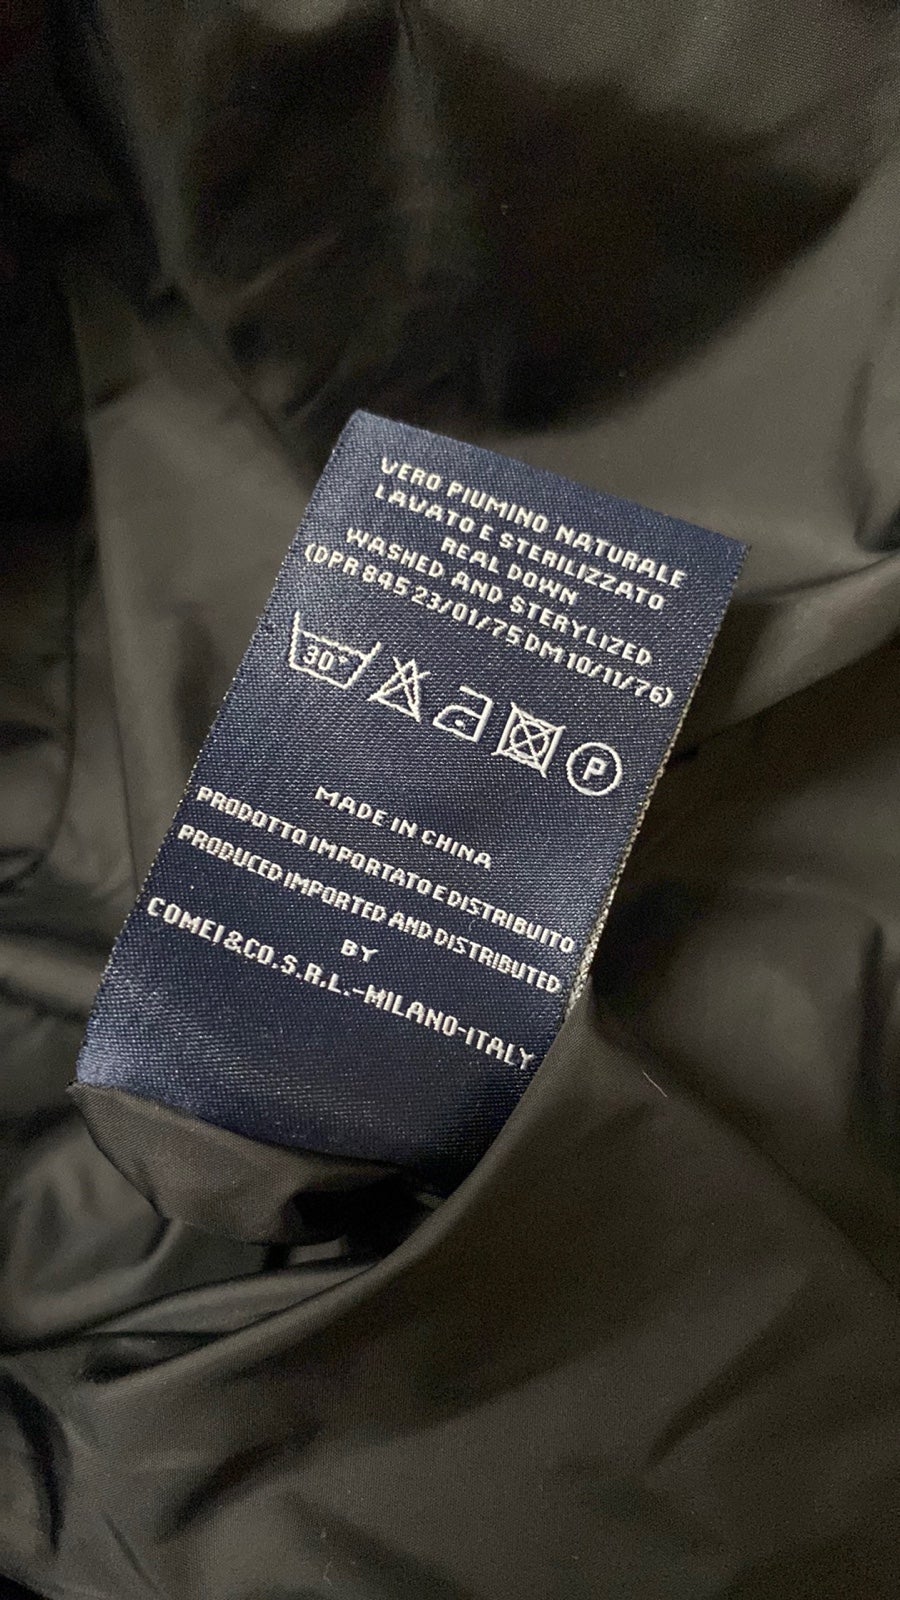 VERO PIUMINO NATURALE
LAVATO E STERILIZZATO
REAL DOWN
WASHED AND STERYLIZED
(DPR 845 23/01/75 DM 10/11/76)
30°
P
MADE IN CHINA
PRODOTTO IMPORTATO E DISTRIBUITO
PRODUCED IMPORTED AND DISTRIBUTED
BY
COMEI&CO.S.R.L.-MILANO-ITALY